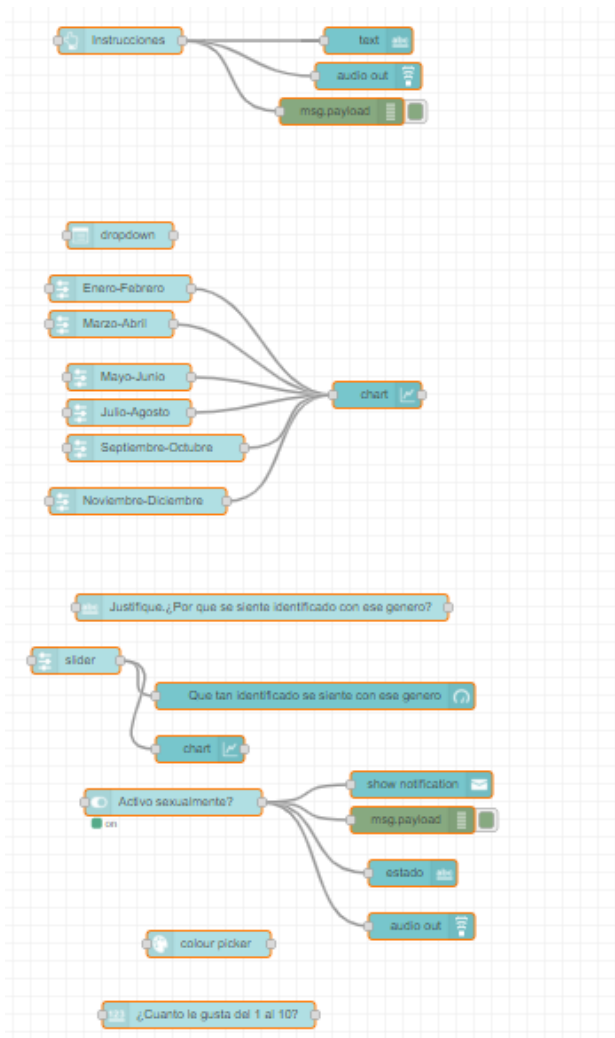 Instrucciones
text
audio out
msg.payload
dropdown
Enero-Febrero
Marzo-Abril
Mayo-Junio
chart
Julio-Agosto
Septiembre-Octubre
Noviembre-Diciembre
abc Justifique.¿Por que se siente identificado con ese genero?
slider
Que tan identificado se siente con ese genero
chart
show notification
Activo sexualmente?
on
msg.payload
estado abc
audio out
colour picker
123 ¿Cuanto le gusta del 1 al 10?